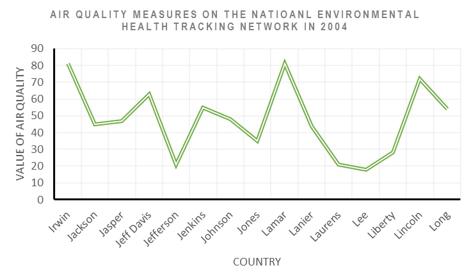 AIR QUALITY MEASURES ON THE NATIOANL ENVIRONMENTAL
HEALTH TRACKING NETWORK IN 2004
VALUE OF AIR QUALITY
90
80
70
60
50
40
30
20
10
0
Irwin
Jackson
Jasper
Jeff Davis
Jefferson
Jenkins
Johnson
Jones
Lamar
Lanier
Laurens
Lee
Liberty
Lincoln
Long
COUNTRY